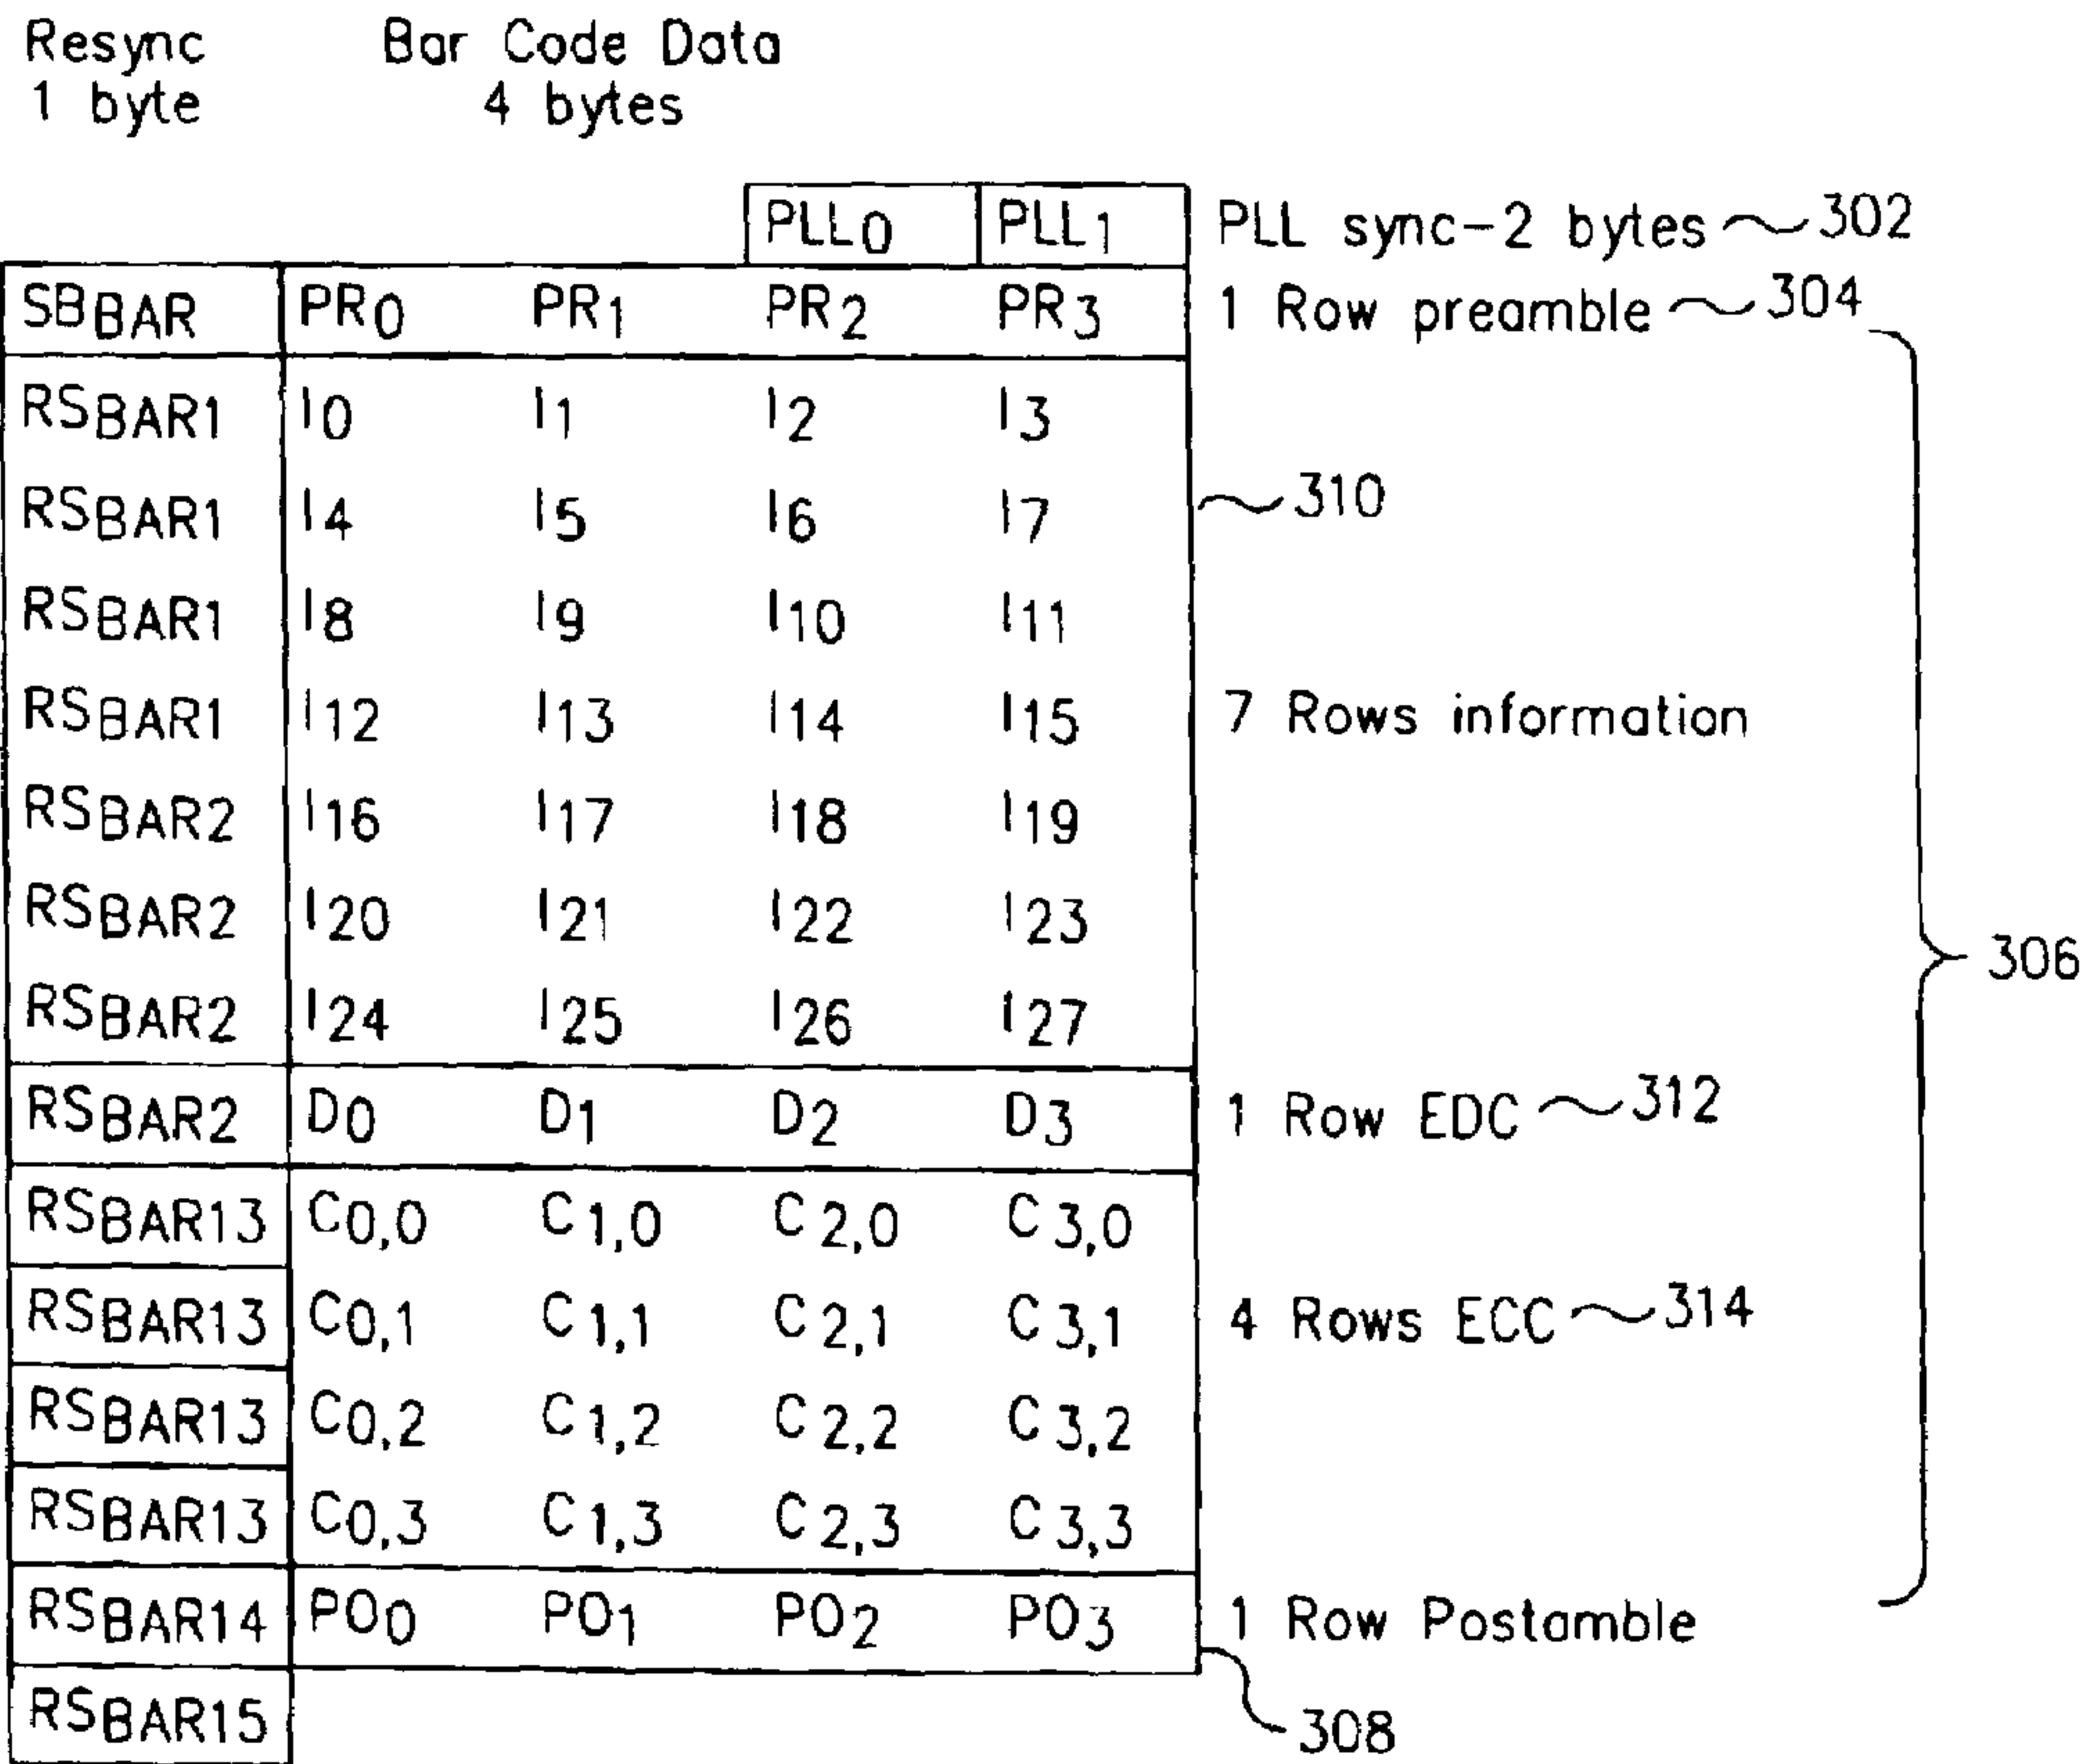 Resync Bar Code Data
1 byte 4 bytes
PLL0 PLL1 PLL sync-2 bytes 302
SBBAR PR0 PR1 PR2 PR3 1 Row preamble 304
RSBAR1 I0 I1 I2 I3
RSBAR1 I4 I5 I6 I7 310
RSBAR1 I8 I9 I10 I11
RSBAR1 I12 I13 I14 I15 7 Rows information
RSBAR2 I16 I17 I18 I19
RSBAR2 I20 I21 I22 I23
306
RSBAR2 I24 I25 I26 I27
RSBAR2 D0 D1 D2 D3 1 Row EDC 312
RSBAR13 C0,0 C1,0 C2,0 C3,0
RSBAR13 C0,1 C1,1 C2,1 C3,1 4 Rows ECC 314
RSBAR13 C0,2 C1,2 C2,2 C3,2
RSBAR13 C0,3 C1,3 C2,3 C3,3
RSBAR14 PO0 PO1 PO2 PO3 1 Row Postamble
RSBAR15 308